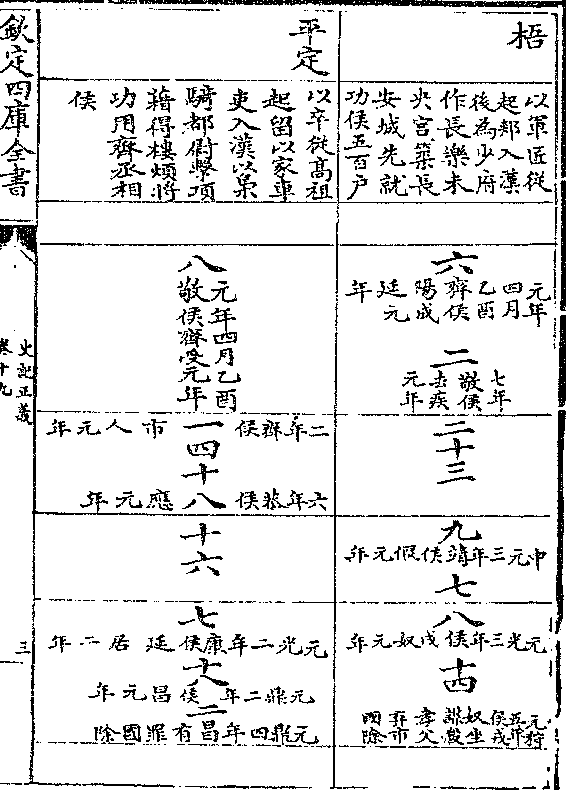 梧
以軍匠從
起郟入漢
後為少府
作長樂未
央宮築長
安城先就
功侯五百户
六
元年
四月
乙酉
齊侯
陽成
廷元
年
二
七年
敬侯
去疾
元年
二十三
九
中元三年靖侯假元年
七
八
元光三年侯戎奴元年
十四
元狩
五年
侯戎
奴坐
謀殺
季父
棄市
國除
平定
以卒從高祖
起留以家車
吏入漢以梟
騎都尉擊項
籍得樓煩將
功用齊丞相
侯
八
元年四月乙酉
敬侯齊受元年
一
二年齊侯市人元年
四
十八
六年恭侯應元年
十六
七
元光二年康侯廷居二年
十八
元鼎二年侯昌元年
二
元鼎四年昌有罪國除
欽定四庫全書
史記正義
卷十九
三